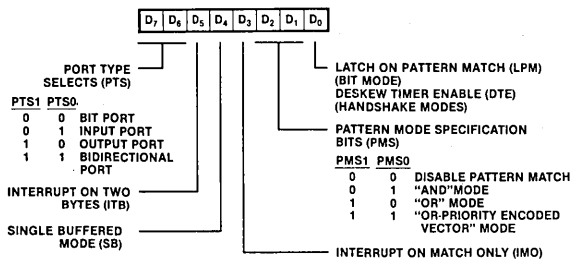 D7 D6 D5 D4 D3 D2 D1 D0
PORT TYPE
SELECTS (PTS)
PTS1 PTS0
0 0 BIT PORT
0 1 INPUT PORT
1 0 OUTPUT PORT
1 1 BIDIRECTIONAL
PORT
INTERRUPT ON TWO
BYTES (ITB)
SINGLE BUFFERED
MODE (SB)
LATCH ON PATTERN MATCH (LPM)
(BIT MODE)
DESKEW TIMER ENABLE (DTE)
(HANDSHAKE MODES)
PATTERN MODE SPECIFICATION
BITS (PMS)
PMS1 PMS0
0 0 DISABLE PATTERN MATCH
0 1 "AND"MODE
1 0 "OR" MODE
1 1 "OR-PRIORITY ENCODED
VECTOR" MODE
INTERRUPT ON MATCH ONLY (IMO)